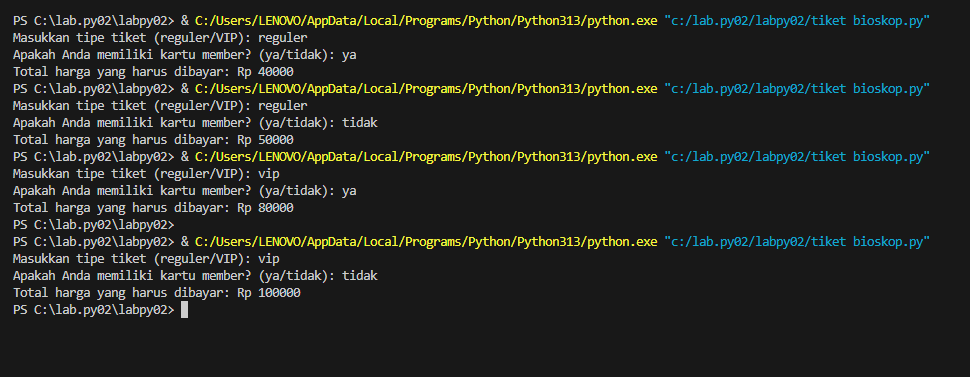 PS C:\lab.py02\labpy02> & C:/Users/LENOVO/AppData/Local/Programs/Python/Python313/python.exe "c:/lab.py02/labpy02/tiket bioskop.py"
Masukkan tipe tiket (reguler/VIP): reguler
Apakah Anda memiliki kartu member? (ya/tidak): ya
Total harga yang harus dibayar: Rp 40000
PS C:\lab.py02\labpy02> & C:/Users/LENOVO/AppData/Local/Programs/Python/Python313/python.exe "c:/lab.py02/labpy02/tiket bioskop.py"
Masukkan tipe tiket (reguler/VIP): reguler
Apakah Anda memiliki kartu member? (ya/tidak): tidak
Total harga yang harus dibayar: Rp 50000
PS C:\lab.py02\labpy02> & C:/Users/LENOVO/AppData/Local/Programs/Python/Python313/python.exe "c:/lab.py02/labpy02/tiket bioskop.py"
Masukkan tipe tiket (reguler/VIP): vip
Apakah Anda memiliki kartu member? (ya/tidak): ya
Total harga yang harus dibayar: Rp 80000
PS C:\lab.py02\labpy02>
PS C:\lab.py02\labpy02> & C:/Users/LENOVO/AppData/Local/Programs/Python/Python313/python.exe "c:/lab.py02/labpy02/tiket bioskop.py"
Masukkan tipe tiket (reguler/VIP): vip
Apakah Anda memiliki kartu member? (ya/tidak): tidak
Total harga yang harus dibayar: Rp 100000
PS C:\lab.py02\labpy02>